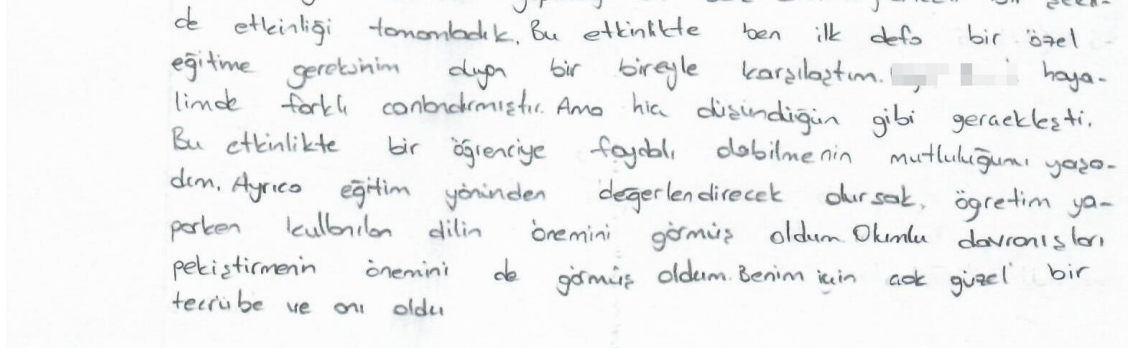 de etkinliği tamamladık. Bu etkinlikte ben ilk defa bir özel
eğitime gereksinim duyan bir bireyle karşılaştım. haya-
limde farklı canlandırmıştır. Ama hiç düşündüğün gibi gerçekleşti.
Bu etkinlikte bir öğrenciye faydalı olabilmenin mutluluğumu yaşa-
dım. Ayrıca eğitim yönünden değerlendirecek olursak, öğretim ya-
parken kullanılan dilin önemini görmüş oldum. Olumlu davranışları
pekiştirmenin önemini de görmüş oldum. Benim için çok güzel bir
tecrübe ve anı oldu